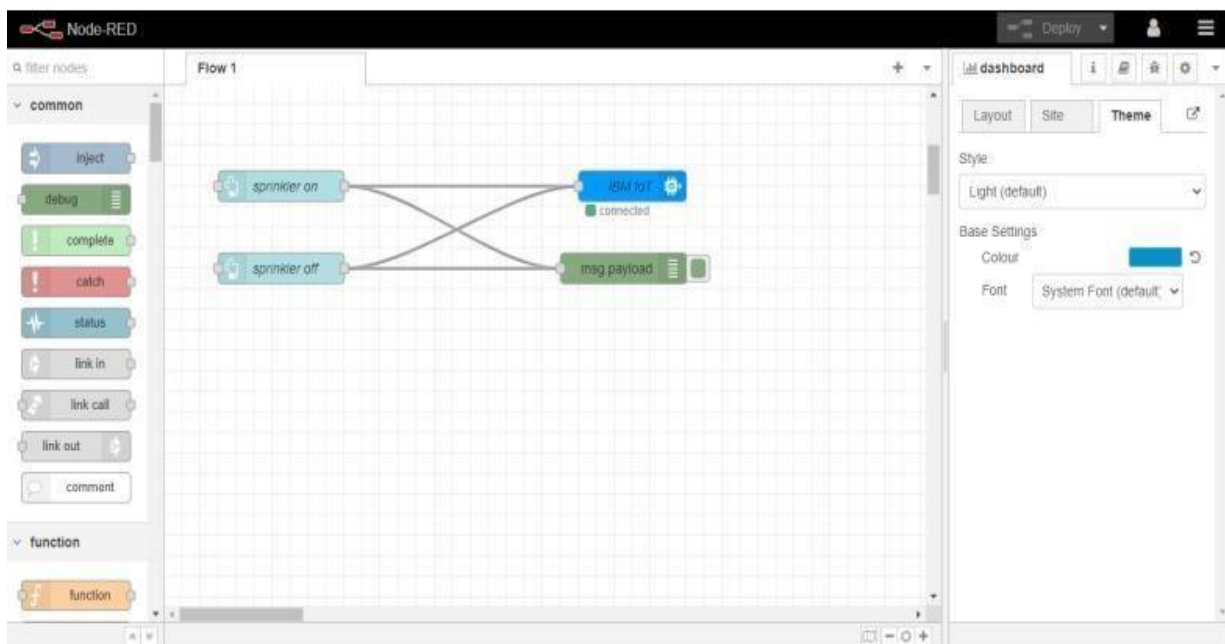 Node-RED
Deploy
filter nodes
Flow 1
dashboard
i
common
inject
debug
complete
catch
status
link in
link call
link out
comment
function
function
sprinkler on
sprinkler off
IBM IoT
connected
msg.payload
Layout
Site
Theme
Style
Light (default)
Base Settings
Colour
Font
System Font (default)